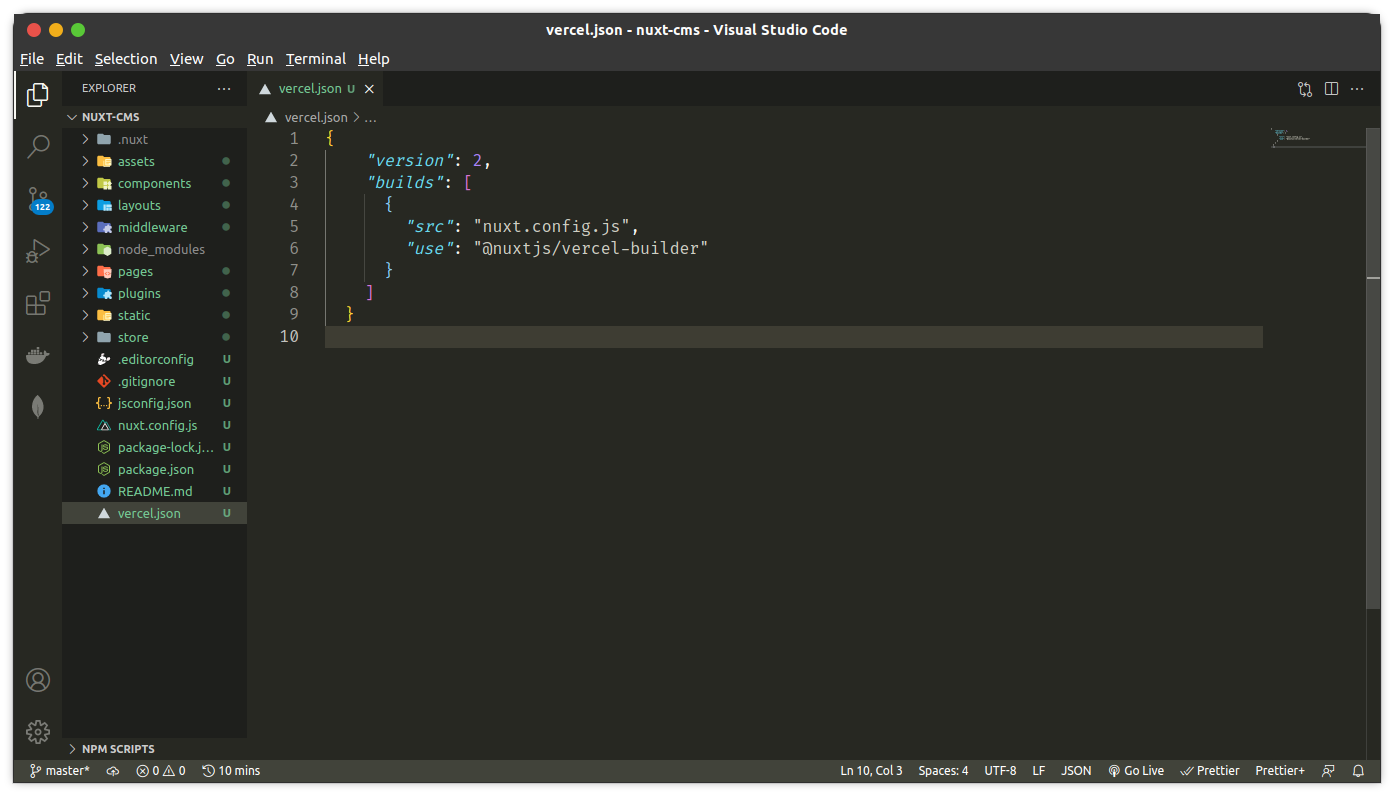 vercel.json - nuxt-cms - Visual Studio Code
File Edit Selection View Go Run Terminal Help
EXPLORER ...
vercel.json U
NUXT-CMS
vercel.json > ...
.nuxt
assets
components
layouts
middleware
node_modules
pages
plugins
static
store
.editorconfig U
.gitignore U
jsconfig.json U
nuxt.config.js U
package-lock.j... U
package.json U
README.md U
vercel.json U
122
1 {
2 "version": 2,
3 "builds": [
4 {
5 "src": "nuxt.config.js",
6 "use": "@nuxtjs/vercel-builder"
7 }
8 ]
9 }
10
NPM SCRIPTS
master* 0 0 10 mins Ln 10, Col 3 Spaces: 4 UTF-8 LF JSON Go Live Prettier Prettier+